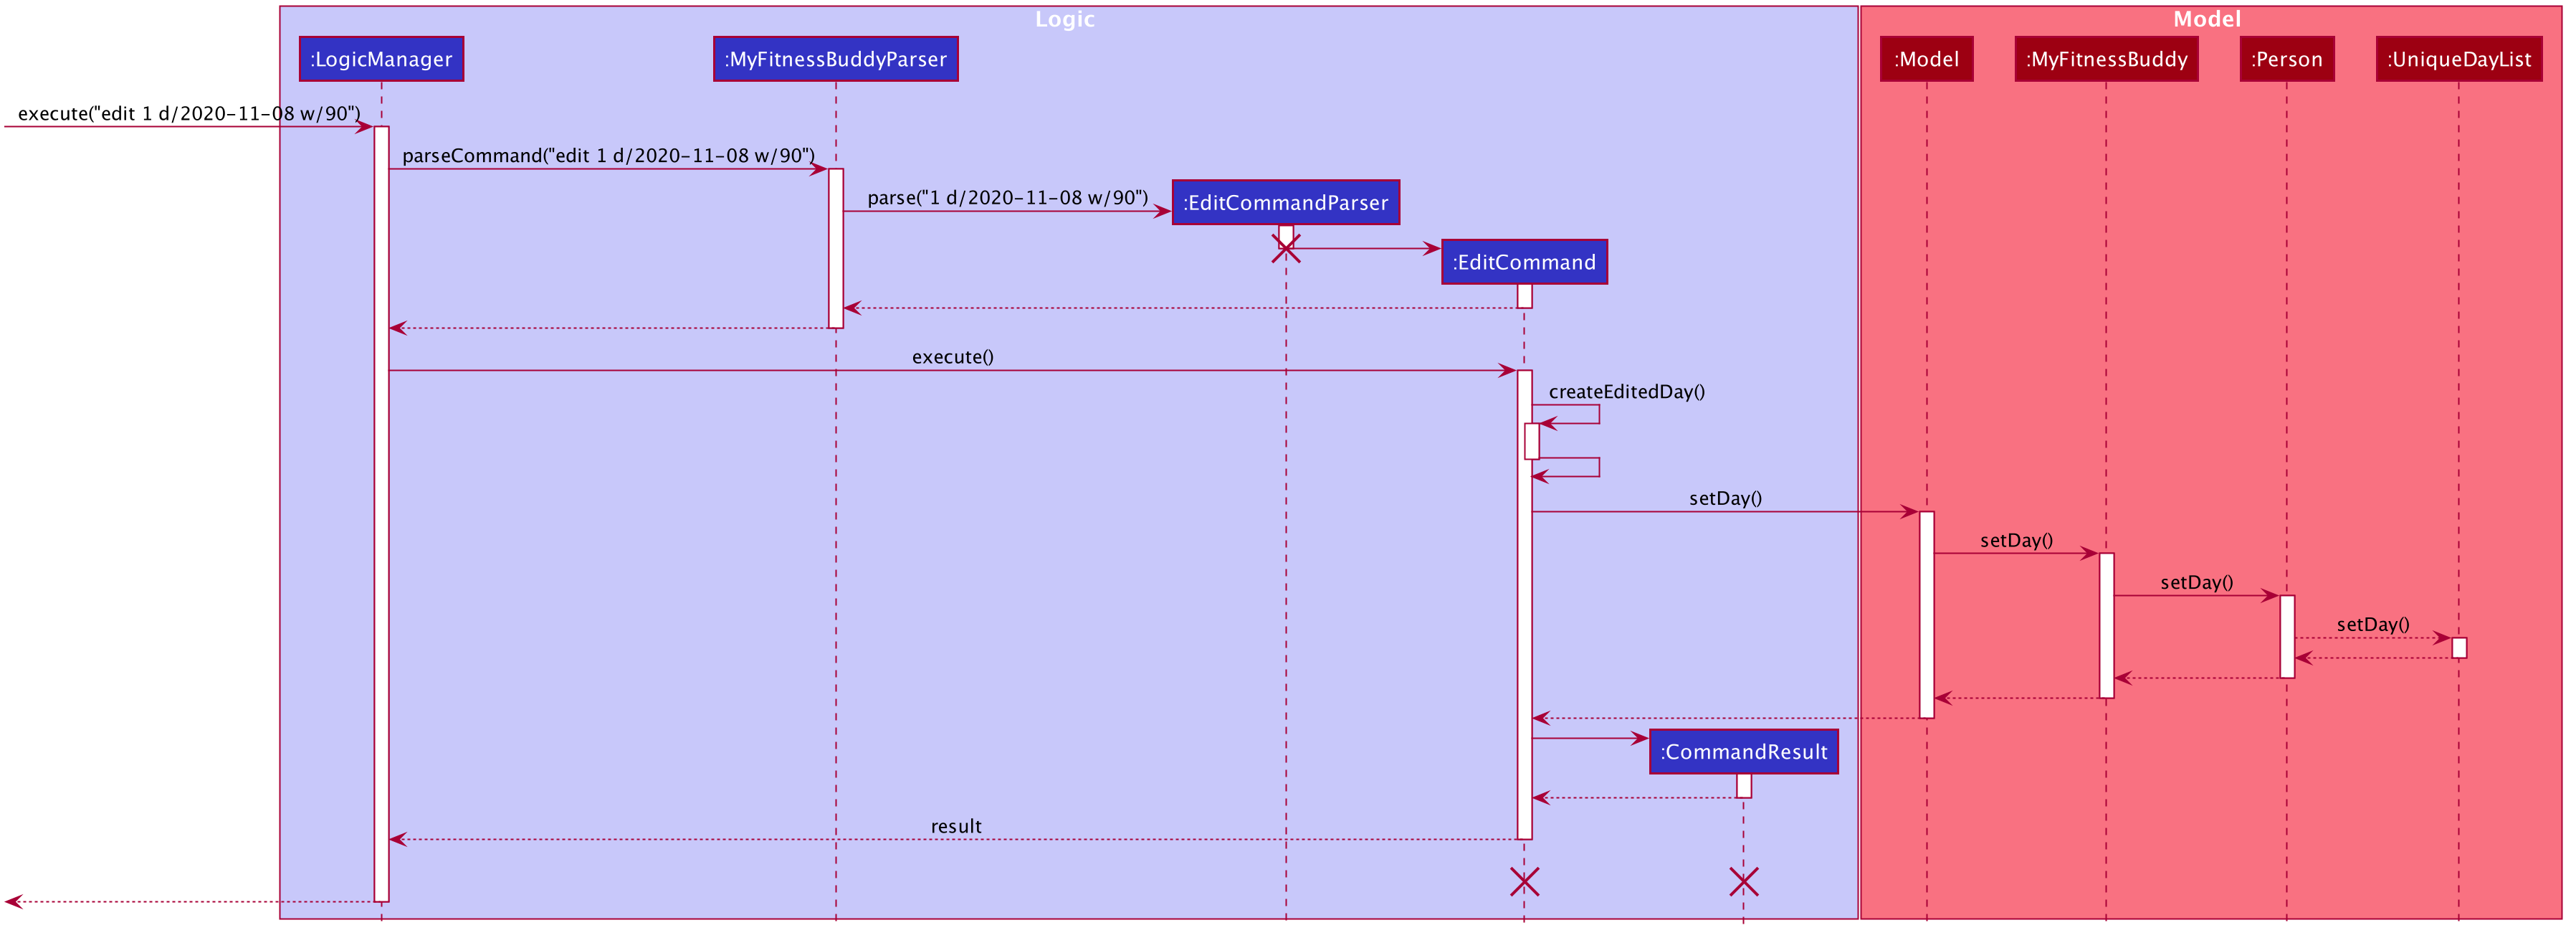 Logic
Model
:LogicManager
:MyFitnessBuddyParser
:Model
:MyFitnessBuddy
:Person
:UniqueDayList
execute("edit 1 d/2020-11-08 w/90")
parseCommand("edit 1 d/2020-11-08 w/90")
parse("1 d/2020-11-08 w/90")
:EditCommandParser
:EditCommand
execute()
createEditedDay()
setDay()
setDay()
setDay()
setDay()
:CommandResult
result